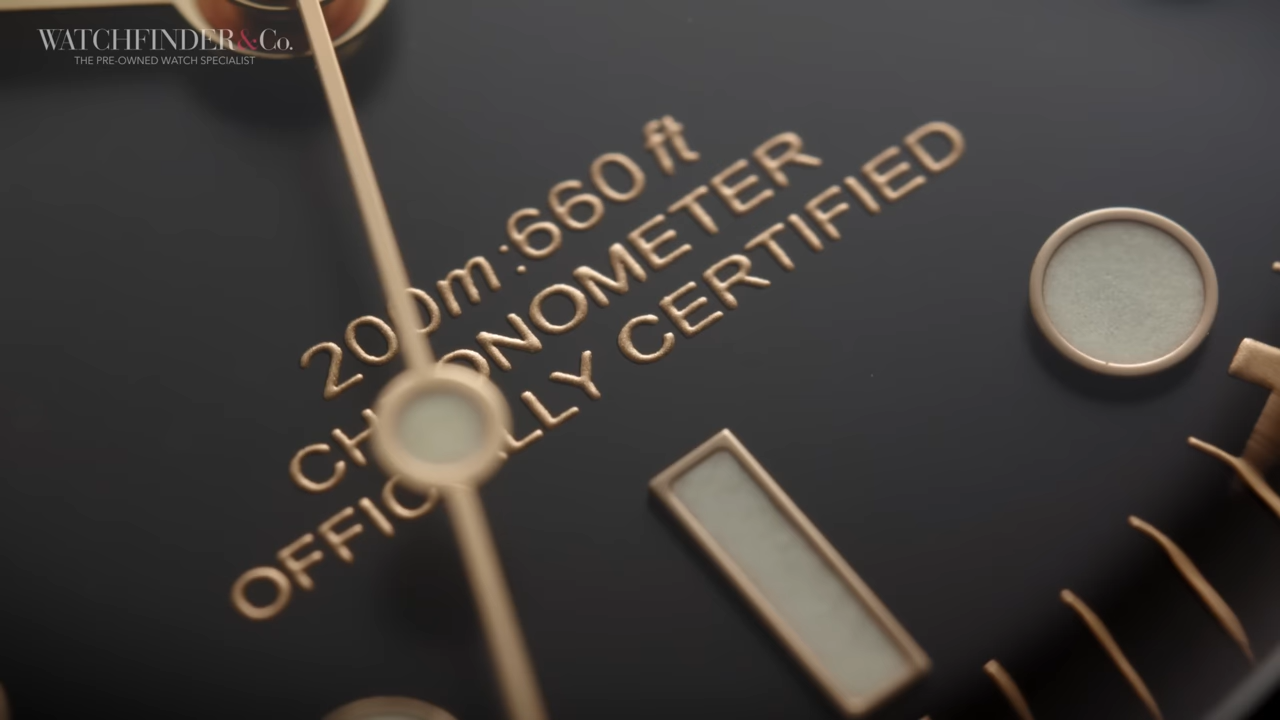 WATCHFINDER&Co.
THE PRE-OWNED WATCH SPECIALIST
200m:660ft
CHRONOMETER
OFFICIALLY CERTIFIED